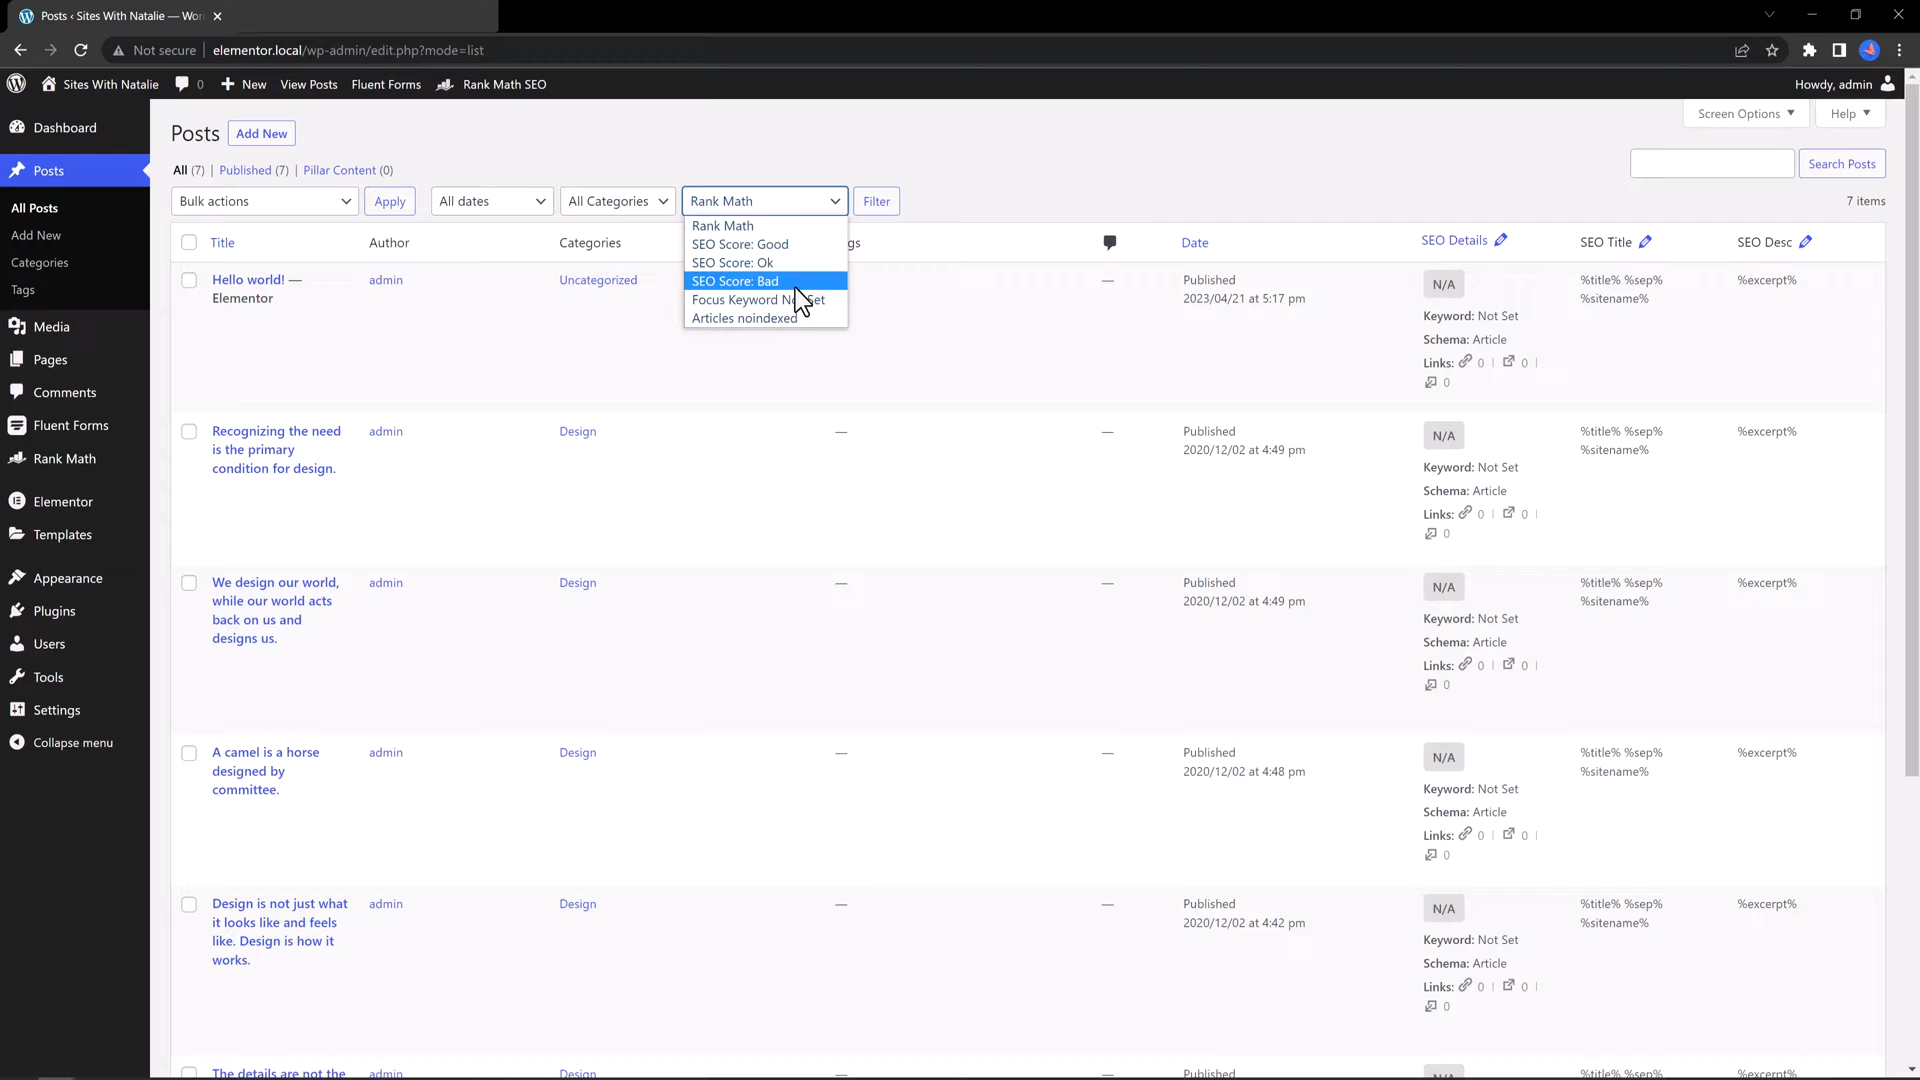 Posts ‹ Sites With Natalie — Wor
Not secure | elementor.local/wp-admin/edit.php?mode=list
Sites With Natalie 0 New View Posts Fluent Forms Rank Math SEO Howdy, admin
Dashboard
Posts
All Posts
Add New
Categories
Tags
Media
Pages
Comments
Fluent Forms
Rank Math
Elementor
Templates
Appearance
Plugins
Users
Tools
Settings
Collapse menu
Screen Options Help
Posts Add New
All (7) | Published (7) | Pillar Content (0)
Search Posts
Bulk actions Apply All dates All Categories Rank Math Filter 7 items
Rank Math
SEO Score: Good
SEO Score: Ok
SEO Score: Bad
Focus Keyword No et
Articles noindexed
Title Author Categories gs Date SEO Details SEO Title SEO Desc
Hello world! — admin Uncategorized — Published N/A %title% %sep% %excerpt%
Elementor 2023/04/21 at 5:17 pm %sitename%
Keyword: Not Set
Schema: Article
Links: 0 | 0 |
0
Recognizing the need admin Design — — Published N/A %title% %sep% %excerpt%
is the primary 2020/12/02 at 4:49 pm %sitename%
condition for design. Keyword: Not Set
Schema: Article
Links: 0 | 0 |
0
We design our world, admin Design — — Published N/A %title% %sep% %excerpt%
while our world acts 2020/12/02 at 4:49 pm %sitename%
back on us and Keyword: Not Set
designs us. Schema: Article
Links: 0 | 0 |
0
A camel is a horse admin Design — — Published N/A %title% %sep% %excerpt%
designed by 2020/12/02 at 4:48 pm %sitename%
committee. Keyword: Not Set
Schema: Article
Links: 0 | 0 |
0
Design is not just what admin Design — — Published N/A %title% %sep% %excerpt%
it looks like and feels 2020/12/02 at 4:42 pm %sitename%
like. Design is how it Keyword: Not Set
works. Schema: Article
Links: 0 | 0 |
0
The details are not the admin Design — — Published N/A %title% %sep% %excerpt%